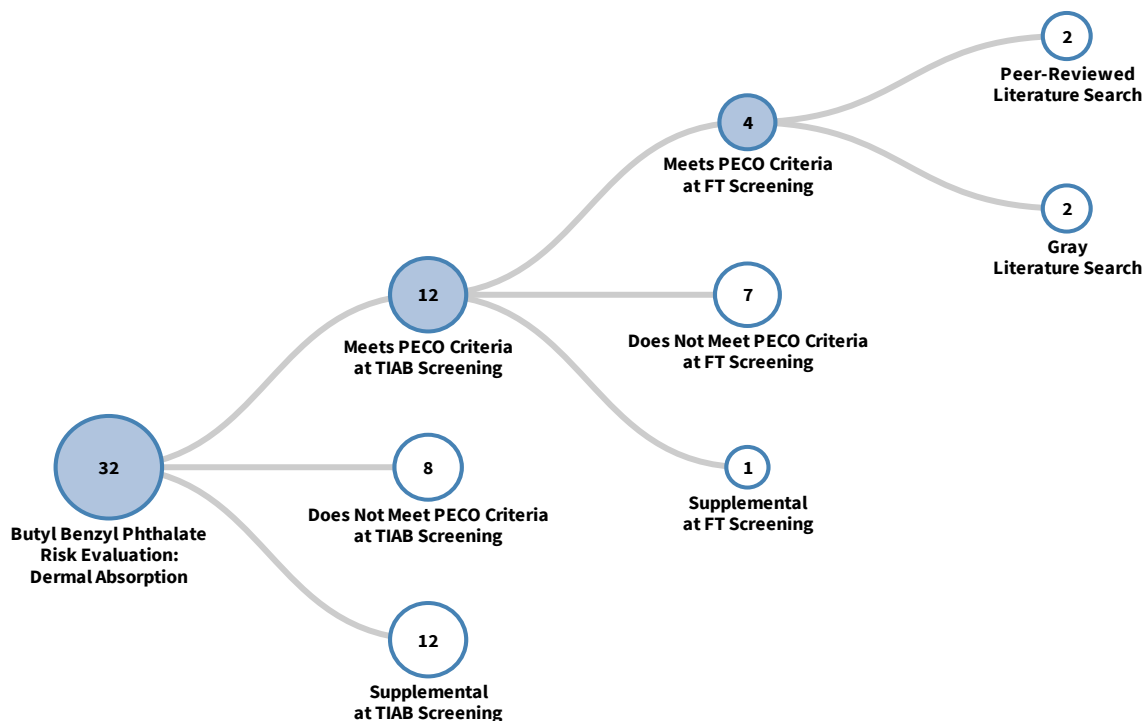 2
Peer-Reviewed
Literature Search
4
Meets PECO Criteria
at FT Screening
2
Gray
Literature Search
12
Meets PECO Criteria
at TIAB Screening
7
Does Not Meet PECO Criteria
at FT Screening
32
Butyl Benzyl Phthalate
Risk Evaluation:
Dermal Absorption
8
Does Not Meet PECO Criteria
at TIAB Screening
1
Supplemental
at FT Screening
12
Supplemental
at TIAB Screening